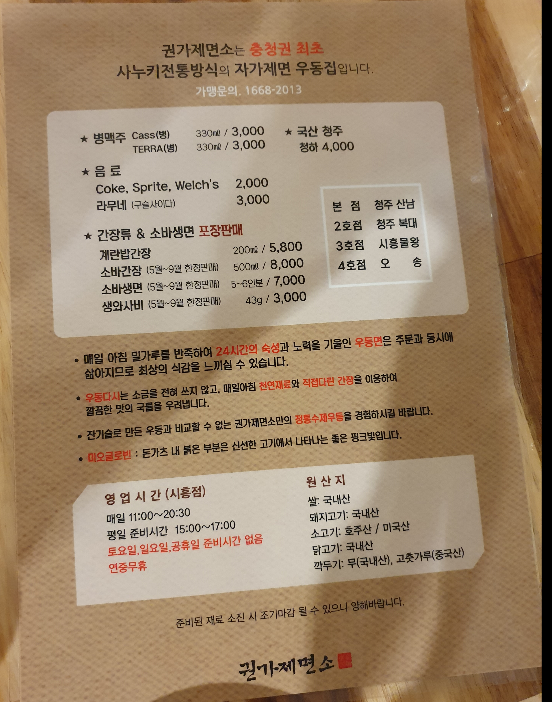 권가제면소는 충청권 최초
사누키전통방식의 자가제면 우동집입니다.
가맹문의. 1668-2013
★ 병맥주 Cass(병) 330㎖ / 3,000
TERRA(병) 330㎖ / 3,000
★ 국산 청주
청하 4,000
★ 음 료
Coke, Sprite, Welch's 2,000
라무네 (구슬사이다) 3,000
★ 간장류 & 소바생면 포장판매
계란밥간장 200㎖ / 5,800
소바간장 (5월~9월 한정판매) 500㎖ / 8,000
소바생면 (5월~9월 한정판매) 5~6인분 / 7,000
생와사비 (5월~9월 한정판매) 43g / 3,000
본 점 청주 산남
2호점 청주 복대
3호점 시흥물왕
4호점 오 송
• 매일 아침 밀가루를 반죽하여 24시간의 숙성과 노력을 기울인 우동면은 주문과 동시에
삶아지므로 최상의 식감을 느끼실 수 있습니다.
• 우동다시는 소금을 전혀 쓰지 않고, 매일아침 천연재료와 직접다린 간장을 이용하여
깔끔한 맛의 국물을 우려냅니다.
• 잔기술로 만든 우동과 비교할 수 없는 권가제면소만의 정통수제우동을 경험하시길 바랍니다.
• 미오글로빈 : 돈가츠 내 붉은 부분은 신선한 고기에서 나타나는 좋은 핑크빛입니다.
영 업 시 간 (시흥점)
매일 11:00~20:30
평일 준비시간 15:00~17:00
토요일,일요일,공휴일 준비시간 없음
연중무휴
원 산 지
쌀: 국내산
돼지고기: 국내산
소고기: 호주산 / 미국산
닭고기: 국내산
깍두기: 무(국내산), 고춧가루(중국산)
준비된 재료 소진 시 조기마감 될 수 있으니 양해바랍니다.
권가제면소